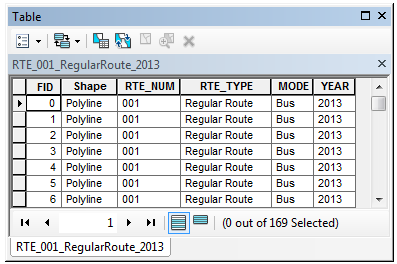 Table
RTE_001_RegularRoute_2013
FID Shape RTE_NUM RTE_TYPE MODE YEAR
0 Polyline 001 Regular Route Bus 2013
1 Polyline 001 Regular Route Bus 2013
2 Polyline 001 Regular Route Bus 2013
3 Polyline 001 Regular Route Bus 2013
4 Polyline 001 Regular Route Bus 2013
5 Polyline 001 Regular Route Bus 2013
6 Polyline 001 Regular Route Bus 2013
1 (0 out of 169 Selected)
RTE_001_RegularRoute_2013